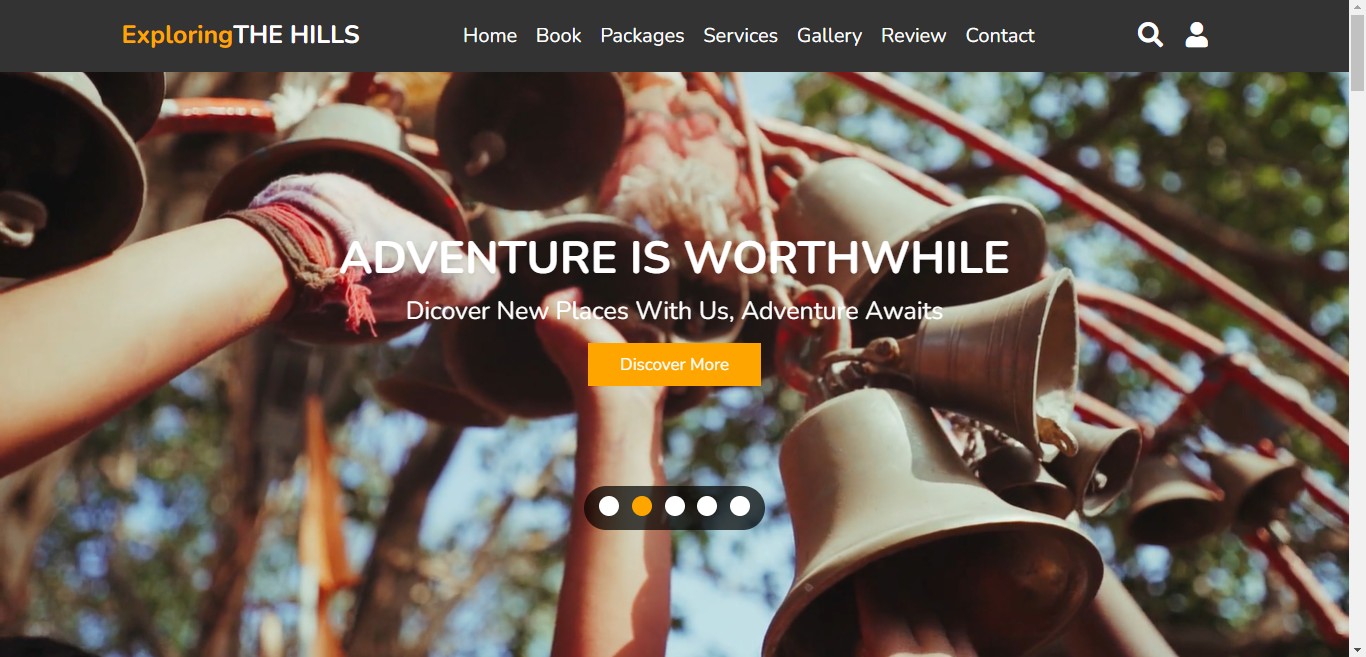 ExploringTHE HILLS
Home Book Packages Services Gallery Review Contact
ADVENTURE IS WORTHWHILE
Dicover New Places With Us, Adventure Awaits
Discover More